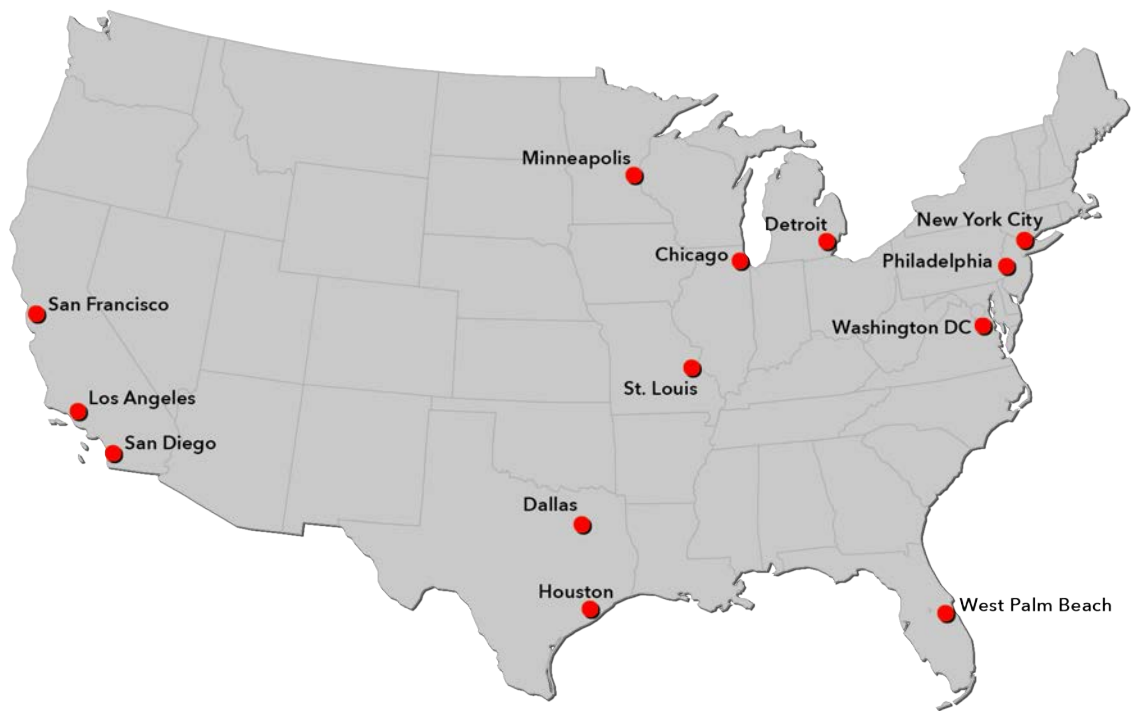 Minneapolis
New York City
Detroit
Chicago
Philadelphia
San Francisco
Washington DC
St. Louis
Los Angeles
San Diego
Dallas
Houston
West Palm Beach